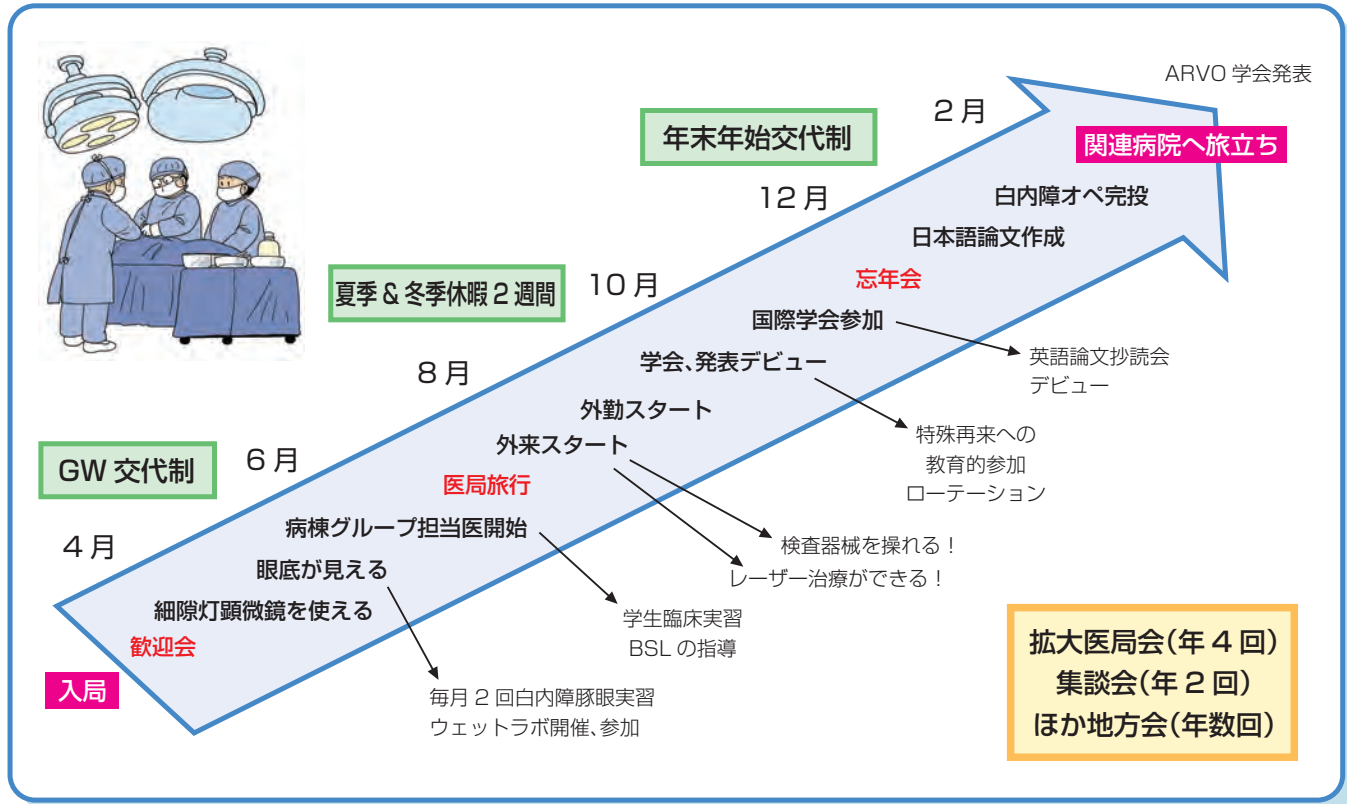 ARVO 学会発表
2 月
関連病院へ旅立ち
年末年始交代制
白内障オペ完投
12 月
日本語論文作成
忘年会
夏季 & 冬季休暇 2 週間
10 月
国際学会参加
英語論文抄読会
デビュー
学会、発表デビュー
8 月
外勤スタート
特殊再来への
教育的参加
ローテーション
外来スタート
GW 交代制
6 月
医局旅行
検査器械を操れる！
レーザー治療ができる！
病棟グループ担当医開始
4 月
眼底が見える
学生臨床実習
BSL の指導
細隙灯顕微鏡を使える
歓迎会
入局
毎月 2 回白内障豚眼実習
ウェットラボ開催、参加
拡大医局会(年 4 回)
集談会(年 2 回)
ほか地方会(年数回)